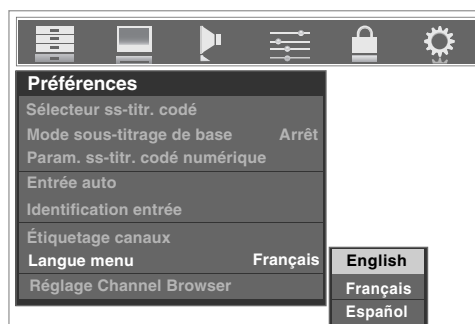 Préférences
Sélecteur ss-titr. codé
Mode sous-titrage de base Arrêt
Param. ss-titr. codé numérique
Entrée auto
Identification entrée
Étiquetage canaux
Langue menu Français
English
Réglage Channel Browser
Français
Español